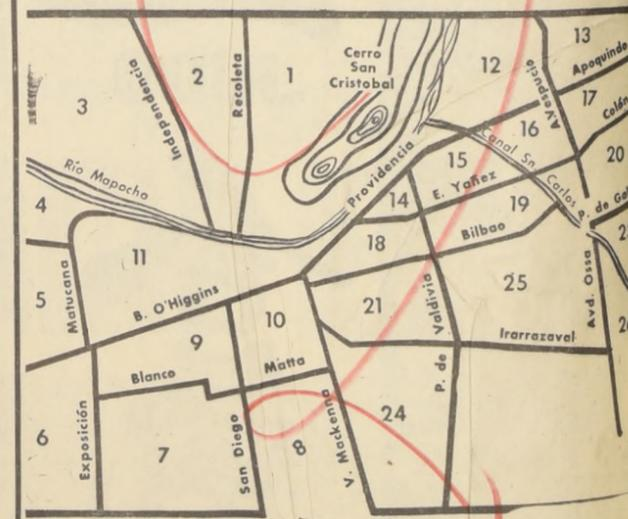 13
Apoquindo
Cerro
San
Cristobal
12
2
1
Recoleta
Independencia
A.Vespucio
17
3
Colón
16
Canal Sn. Carlos
15
20
Río Mapocho
Providencia
E. Yañez
14
19
P. de Gal
4
18
Bilbao
11
25
5
Matucana
B. O'Higgins
21
P. de Valdivia
Avd. Ossa
10
Irarrazaval
9
Matta
Blanco
24
6
Exposición
7
San Diego
8
V. Mackenna